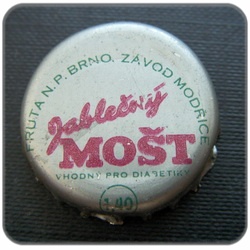 FRUTA N.P. BRNO, ZÁVOD MODŘICE
Jablečný
MOŠT
VHODNÝ PRO DIABETIKY
1,40